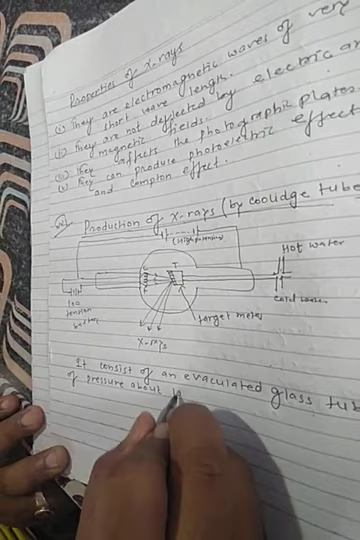 Properties of X-rays
(i) They are electromagnetic waves of very
short wave length.
(ii) They are not deflected by electric an
magnetic fields.
(iii) They affects the photographic plates.
(iv) They can produce photoelectric effect
and compton effect.
Production of X-rays (by coolidge tube
(High potential)
Hot water
C
T
F
Low
tension
battery
cold water
target metal
X-rays
It consist of an evaculated glass tub
of pressure about